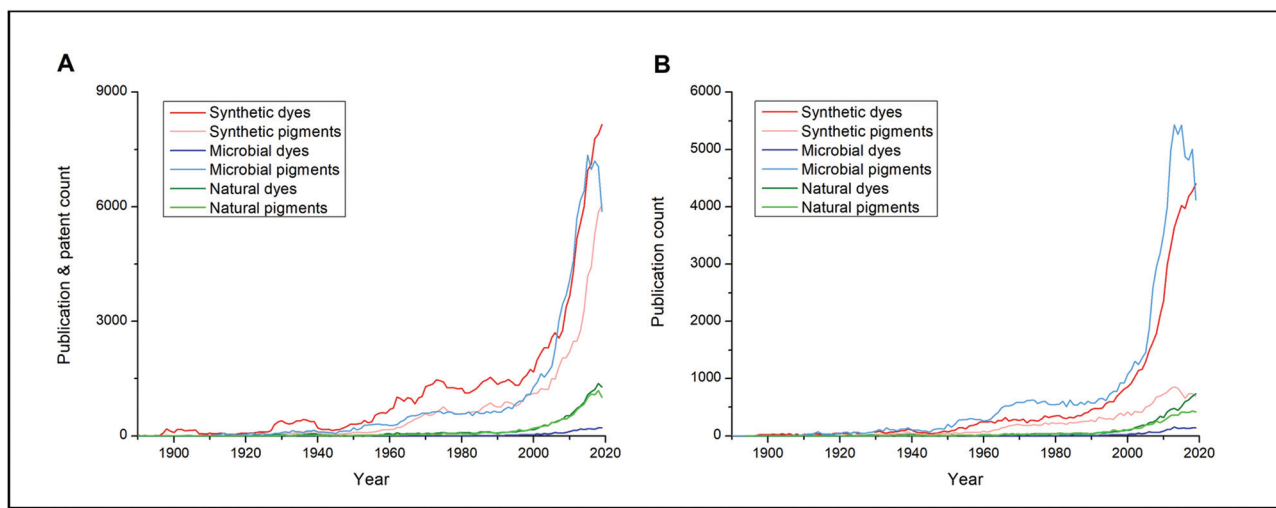 A
Publication & patent count
9000
6000
3000
0
Synthetic dyes
Synthetic pigments
Microbial dyes
Microbial pigments
Natural dyes
Natural pigments
1900 1920 1940 1960 1980 2000 2020
Year
B
Publication count
6000
5000
4000
3000
2000
1000
0
Synthetic dyes
Synthetic pigments
Microbial dyes
Microbial pigments
Natural dyes
Natural pigments
1900 1920 1940 1960 1980 2000 2020
Year